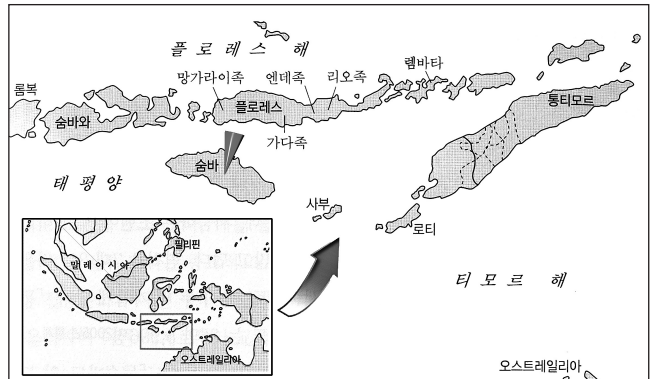 플로레스 해
렘바타
망가라이족
엔데족
리오족
롬복
플로레스
통티모르
숨바와
가다족
숨바
태평양
사부
로티
필리핀
말레이시아
티모르 해
오스트레일리아
오스트레일리아